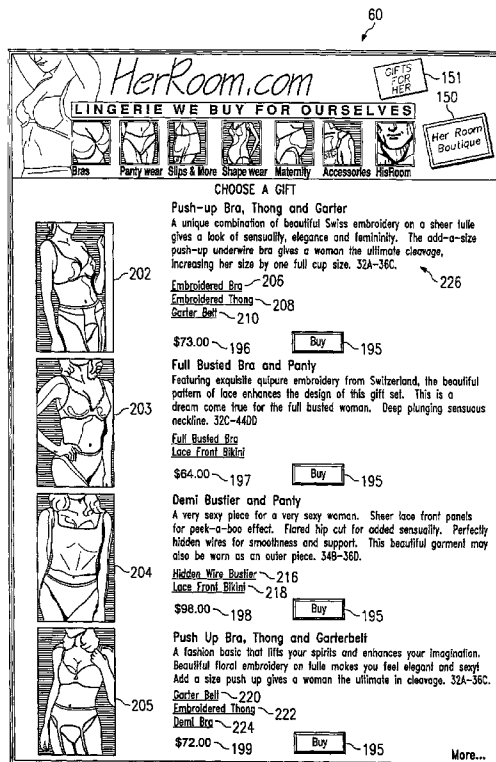 60
HerRoom.com
GIFTS
FOR
HER
151
150
LINGERIE WE BUY FOR OURSELVES
Her Room
Boutique
Bras Panty wear Slips & More Shape wear Maternity Accessories HisRoom
CHOOSE A GIFT
Push-up Bra, Thong and Garter
A unique combination of beautiful Swiss embroidery on a sheer tulle
gives a look of sensuality, elegance and femininity. The add-a-size
push-up underwire bra gives a woman the ultimate cleavage,
increasing her size by one full cup size. 32A-36C.
202
226
Embroidered Bra 206
Embroidered Thong 208
Garter Belt 210
$73.00 196 Buy 195
Full Busted Bra and Panty
Featuring exquisite quipure embroidery from Switzerland, the beautiful
pattern of lace enhances the design of this gift set. This is a
dream come true for the full busted woman. Deep plunging sensuous
neckline. 32C-44DD
203
Full Busted Bra
Lace Front Bikini
$64.00 197 Buy 195
Demi Bustier and Panty
A very sexy piece for a very sexy woman. Sheer lace front panels
for peek-a-boo effect. Flared hip cut for added sensuality. Perfectly
hidden wires for smoothness and support. This beautiful garment may
also be worn as an outer piece. 34B-36D.
204
Hidden Wire Bustier 216
Lace Front Bikini 218
$98.00 198 Buy 195
Push Up Bra, Thong and Garterbelt
A fashion basic that lifts your spirits and enhances your imagination.
Beautiful floral embroidery on tulle makes you feel elegant and sexy!
Add a size push up gives a woman the ultimate in cleavage. 32A-36C.
205
Garter Belt 220
Embroidered Thong 222
Demi Bra 224
$72.00 199 Buy 195
More...